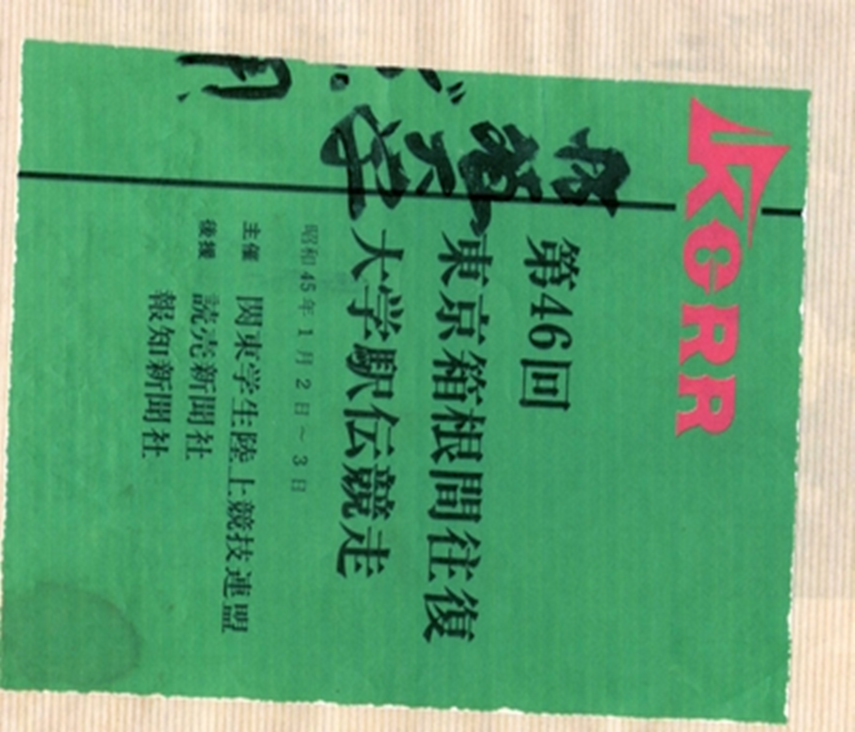 KCRR
第46回
東京箱根間往復
大学駅伝競走
昭和45年1月2日～3日
主催 関東学生陸上競技連盟
後援 読売新聞社
報知新聞社